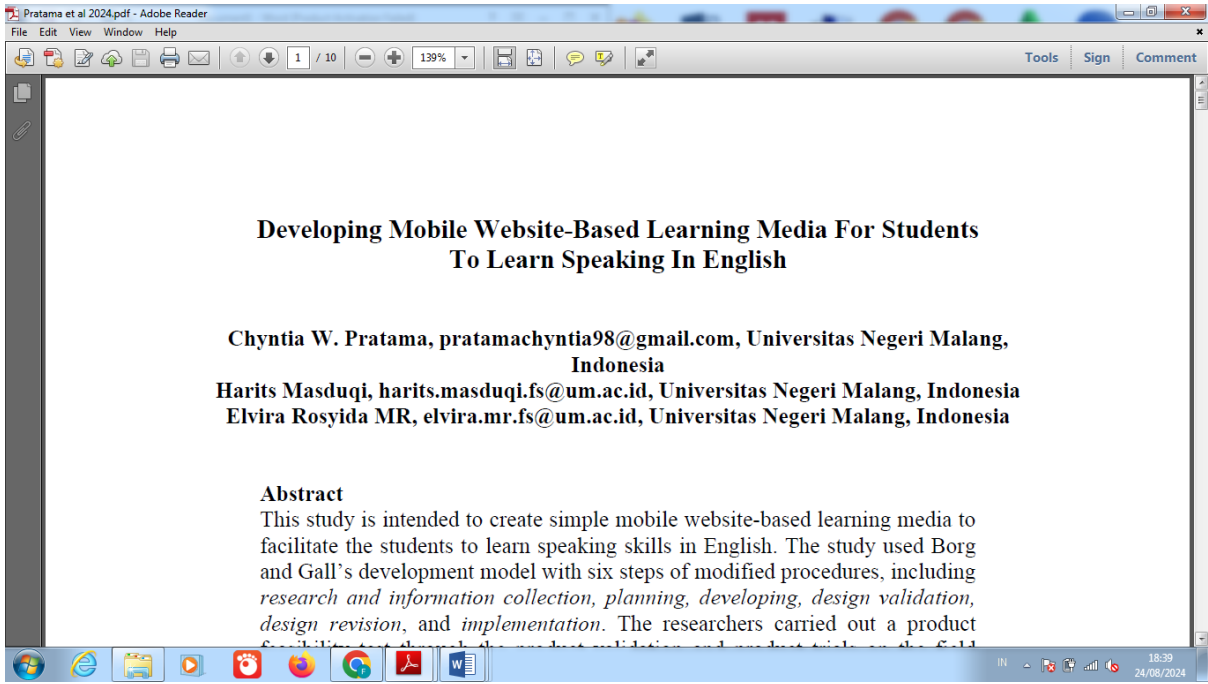 Pratama et al 2024.pdf - Adobe Reader
File Edit View Window Help
1 / 10 139% Tools Sign Comment
Developing Mobile Website-Based Learning Media For Students
To Learn Speaking In English
Chyntia W. Pratama, pratamachyntia98@gmail.com, Universitas Negeri Malang,
Indonesia
Harits Masduqi, harits.masduqi.fs@um.ac.id, Universitas Negeri Malang, Indonesia
Elvira Rosyida MR, elvira.mr.fs@um.ac.id, Universitas Negeri Malang, Indonesia
Abstract
This study is intended to create simple mobile website-based learning media to
facilitate the students to learn speaking skills in English. The study used Borg
and Gall's development model with six steps of modified procedures, including
research and information collection, planning, developing, design validation,
design revision, and implementation. The researchers carried out a product
IN 18:39
24/08/2024